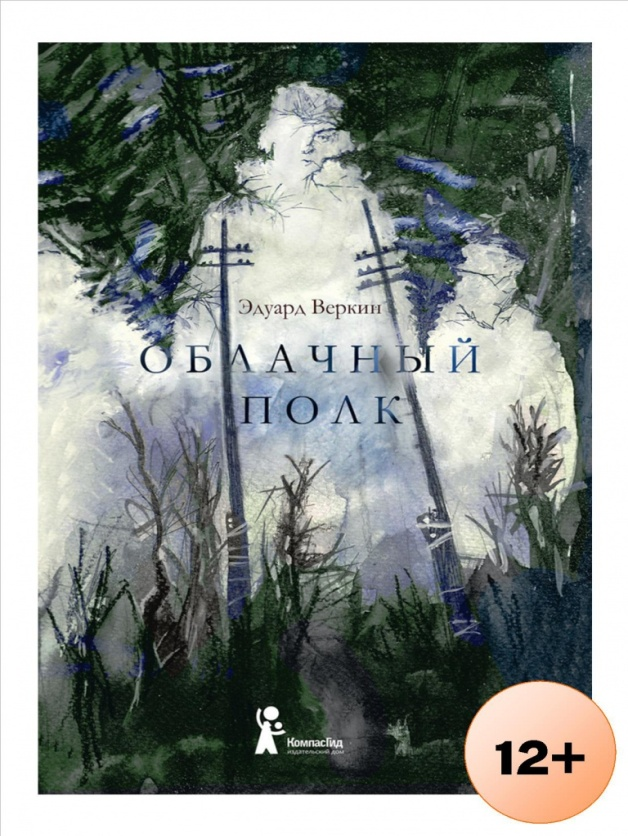 Эдуард Веркин
ОБЛАЧНЫЙ
ПОЛК
КомпасГид
издательский дом
12+